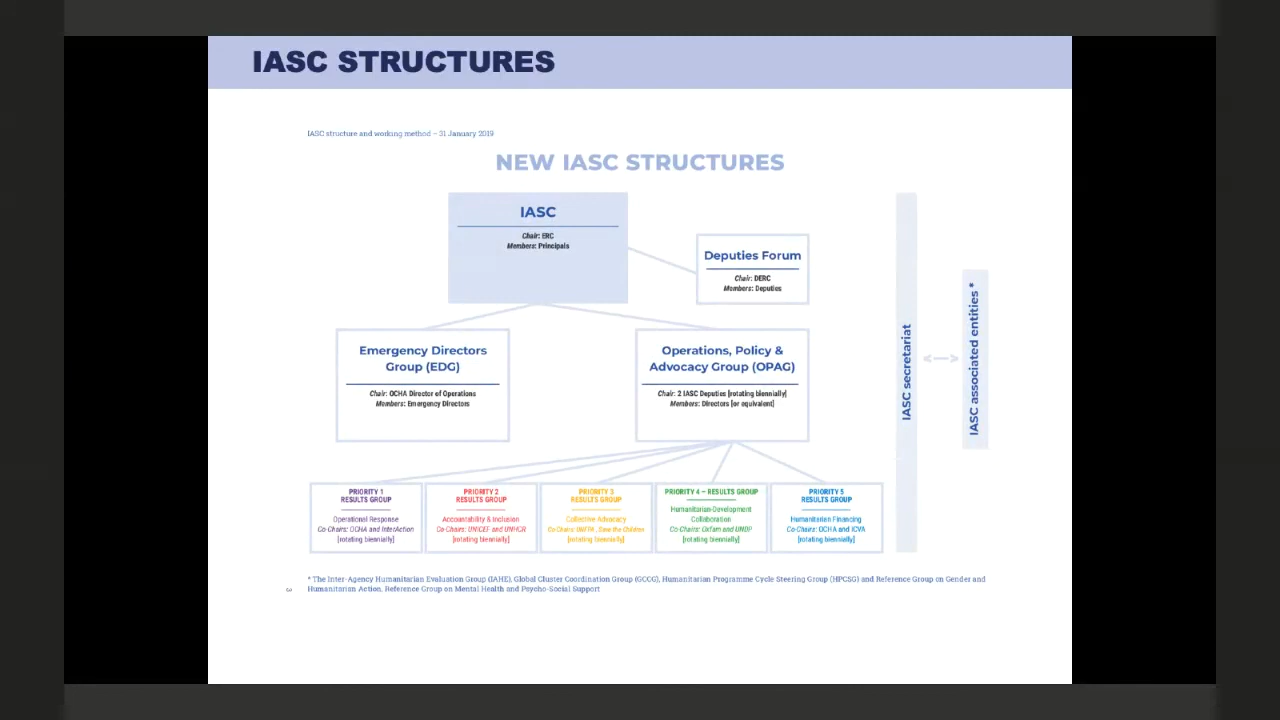 IASC STRUCTURES
IASC structure and working method – 31 January 2019
NEW IASC STRUCTURES
IASC
Chair: ERC
Members: Principals
Deputies Forum
Chair: DERC
Members: Deputies
Emergency Directors
Group (EDG)
Chair: OCHA Director of Operations
Members: Emergency Directors
Operations, Policy &
Advocacy Group (OPAG)
Chair: 2 IASC Deputies [rotating biennially]
Members: Directors [or equivalent]
IASC secretariat
IASC associated entities *
PRIORITY 1
RESULTS GROUP
Operational Response
Co-Chairs: OCHA and InterAction
[rotating biennially]
PRIORITY 2
RESULTS GROUP
Accountability & Inclusion
Co-Chairs: UNICEF and UNHCR
[rotating biennially]
PRIORITY 3
RESULTS GROUP
Collective Advocacy
Co-Chairs: , Save the Children
[rotating biennially]
PRIORITY 4 – RESULTS GROUP
Humanitarian-Development
Collaboration
Co-Chairs: Oxfam and UNDP
[rotating biennially]
PRIORITY 5
RESULTS GROUP
Humanitarian Financing
Co-Chairs: OCHA and ICVA
[rotating biennially]
* The Inter-Agency Humanitarian Evaluation Group (IAHE), Global Cluster Coordination Group (GCCG), Humanitarian Programme Cycle Steering Group (HPCSG) and Reference Group on Gender and
Humanitarian Action, Reference Group on Mental Health and Psycho-Social Support
3